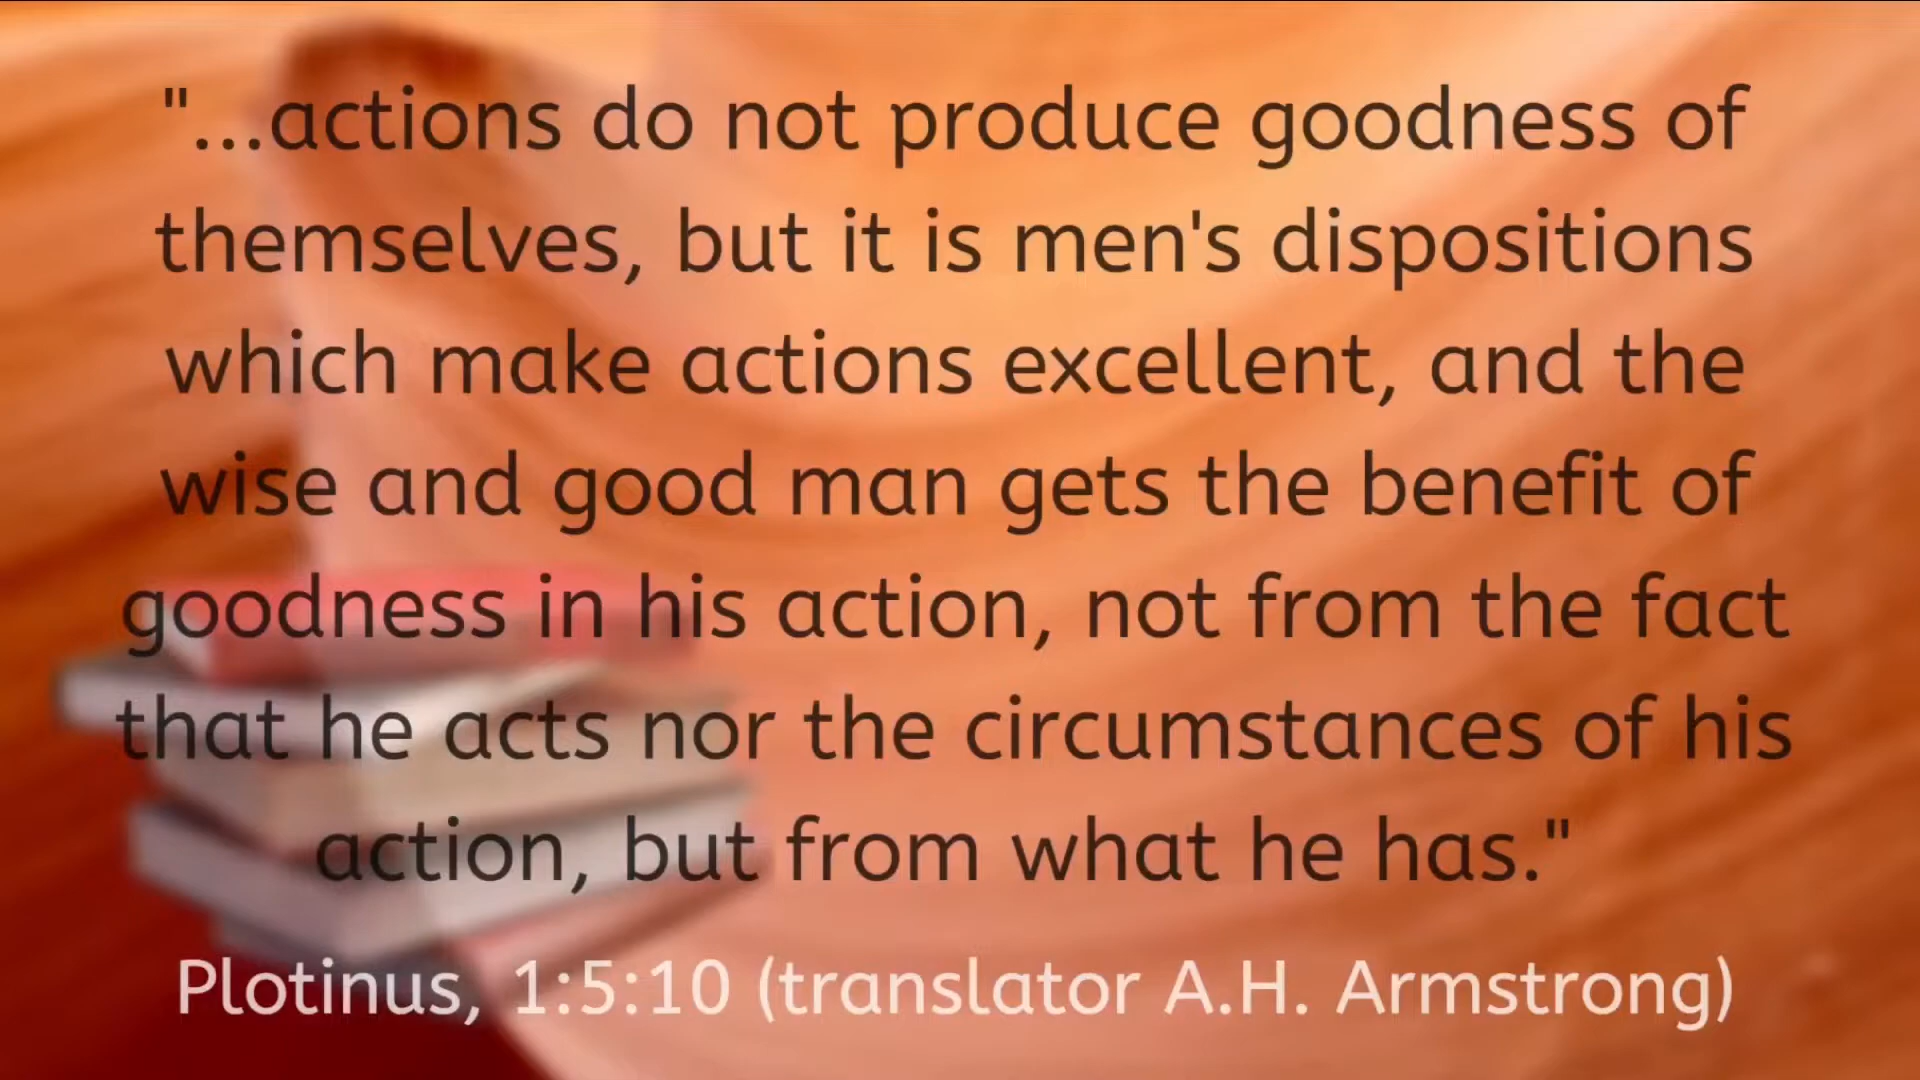 "...actions do not produce goodness of
themselves, but it is men's dispositions
which make actions excellent, and the
wise and good man gets the benefit of
goodness in his action, not from the fact
that he acts nor the circumstances of his
action, but from what he has."
Plotinus, 1:5:10 (translator A.H. Armstrong)